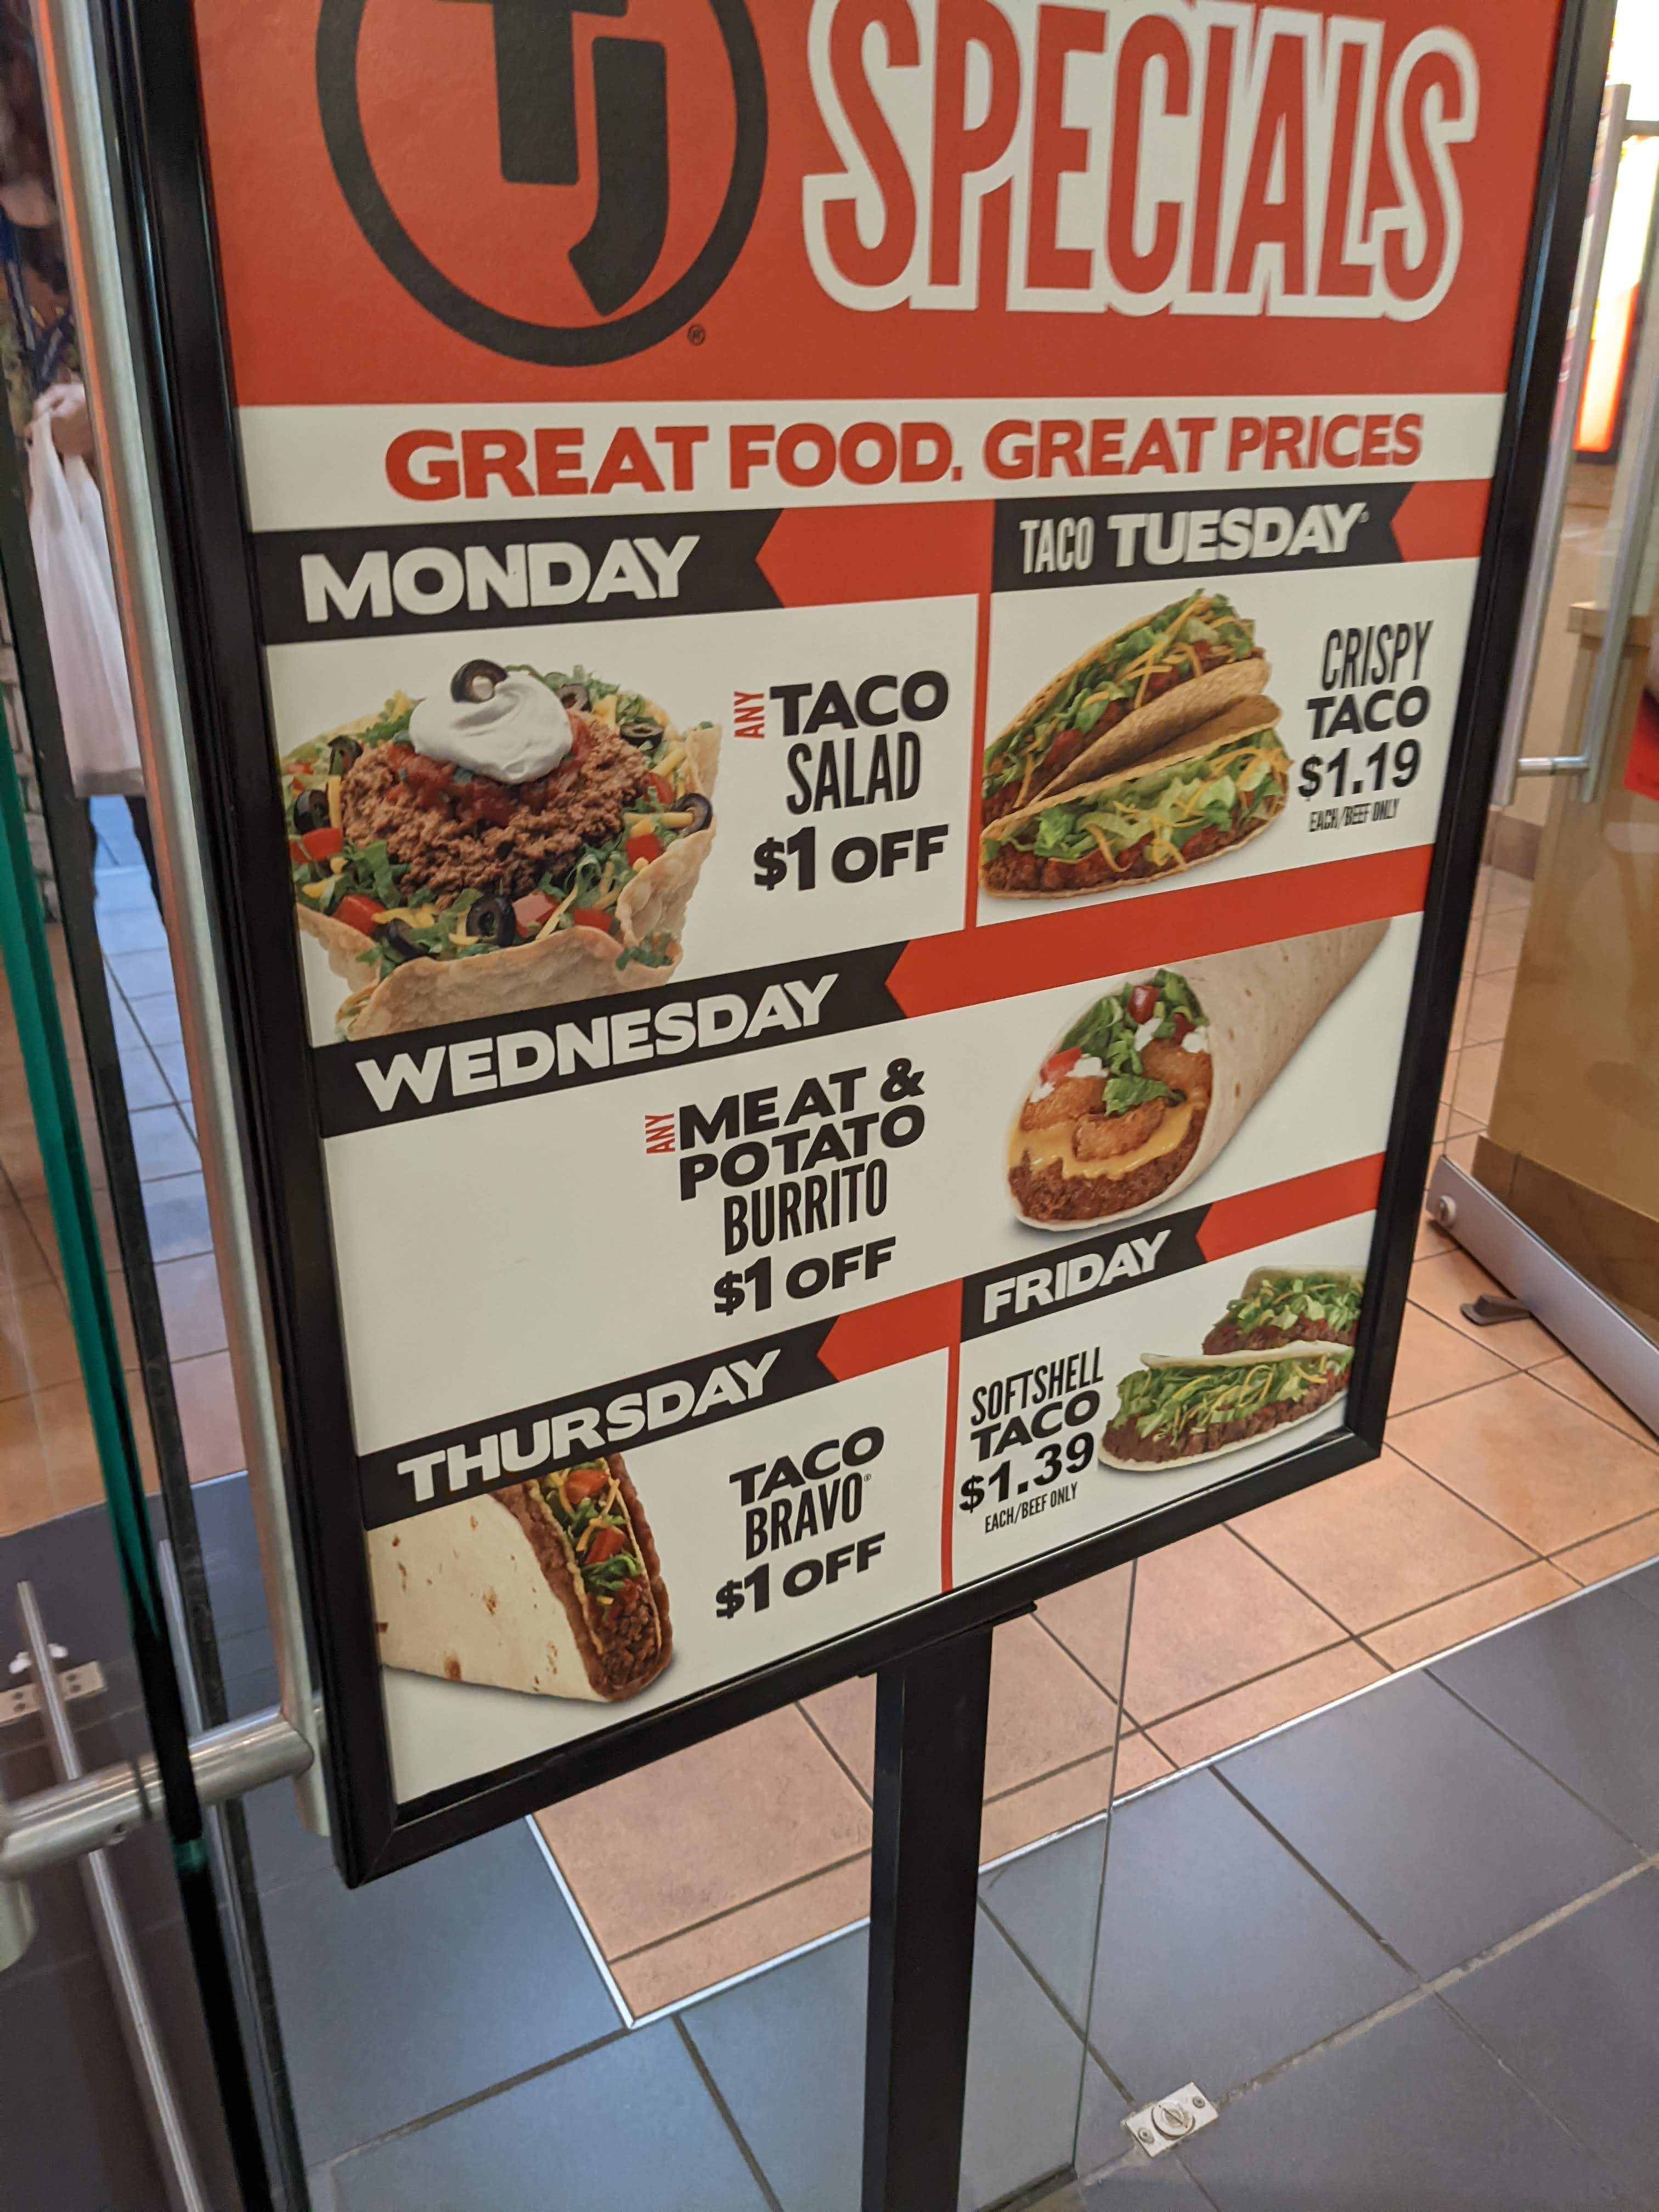 TJ
®
SPECIALS
GREAT FOOD. GREAT PRICES
MONDAY
ANY TACO
SALAD
$1 OFF
TACO TUESDAY®
CRISPY
TACO
$1.19
EACH/BEEF ONLY
WEDNESDAY
ANY MEAT &
POTATO
BURRITO
$1 OFF
THURSDAY
TACO
BRAVO®
$1 OFF
FRIDAY
SOFTSHELL
TACO
$1.39
EACH/BEEF ONLY